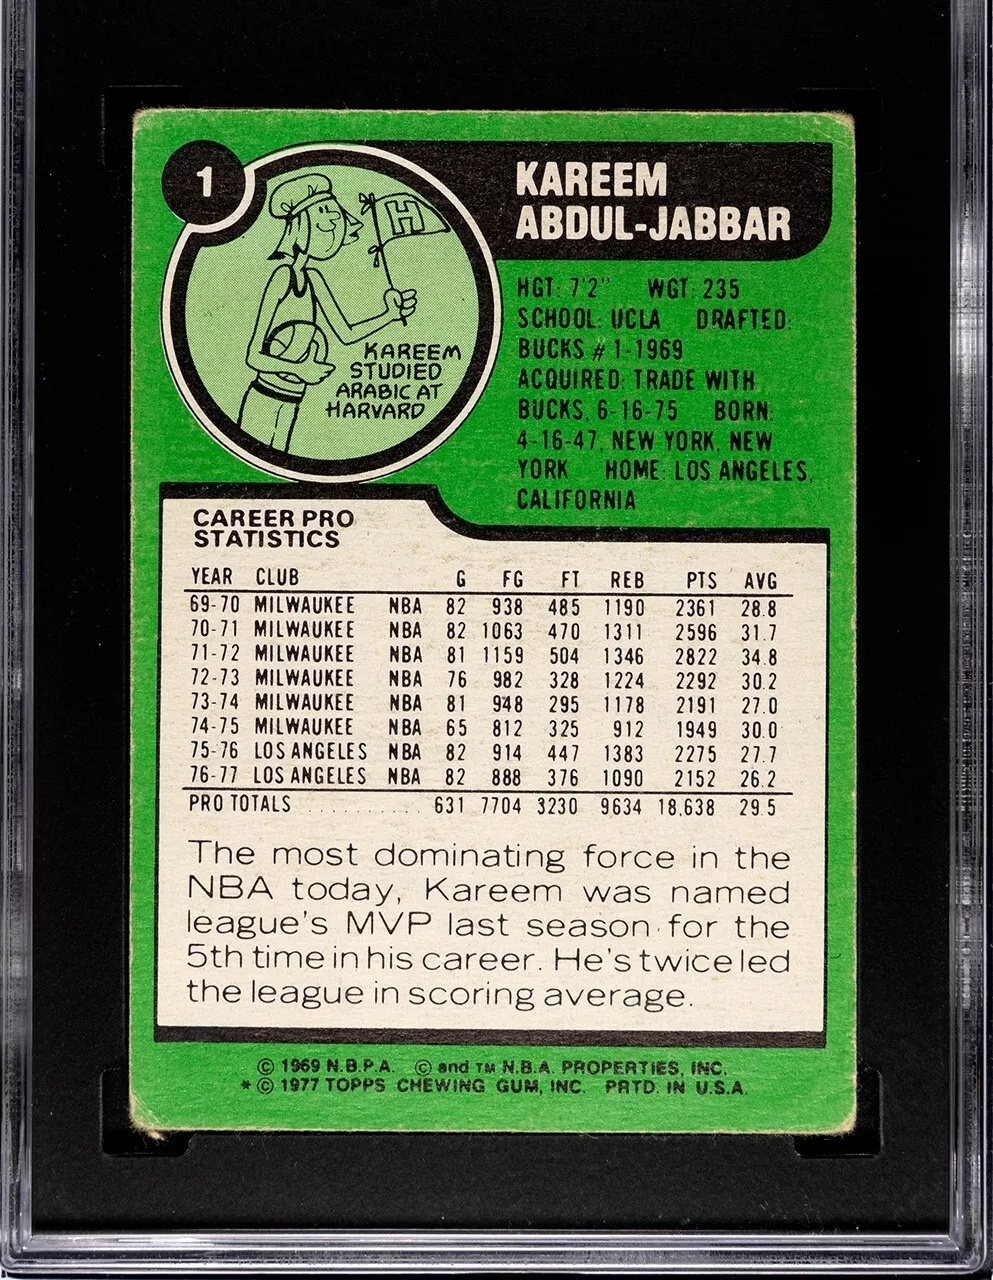 1
H
KAREEM
STUDIED
ARABIC AT
HARVARD
KAREEM
ABDUL-JABBAR
HGT: 7'2" WGT: 235
SCHOOL: UCLA DRAFTED:
BUCKS #1-1969
ACQUIRED: TRADE WITH
BUCKS, 6-16-75 BORN:
4-16-47, NEW YORK, NEW
YORK HOME: LOS ANGELES,
CALIFORNIA
CAREER PRO
STATISTICS
YEAR CLUB G FG FT REB PTS AVG
69-70 MILWAUKEE NBA 82 938 485 1190 2361 28.8
70-71 MILWAUKEE NBA 82 1063 470 1311 2596 31.7
71-72 MILWAUKEE NBA 81 1159 504 1346 2822 34.8
72-73 MILWAUKEE NBA 76 982 328 1224 2292 30.2
73-74 MILWAUKEE NBA 81 948 295 1178 2191 27.0
74-75 MILWAUKEE NBA 65 812 325 912 1949 30.0
75-76 LOS ANGELES NBA 82 914 447 1383 2275 27.7
76-77 LOS ANGELES NBA 82 888 376 1090 2152 26.2
PRO TOTALS .......... 631 7704 3230 9634 18,638 29.5
The most dominating force in the
NBA today, Kareem was named
league's MVP last season for the
5th time in his career. He's twice led
the league in scoring average.
© 1969 N.B.P.A. © and TM N.B.A. PROPERTIES, INC.
* © 1977 TOPPS CHEWING GUM, INC. PRTD. IN U.S.A.